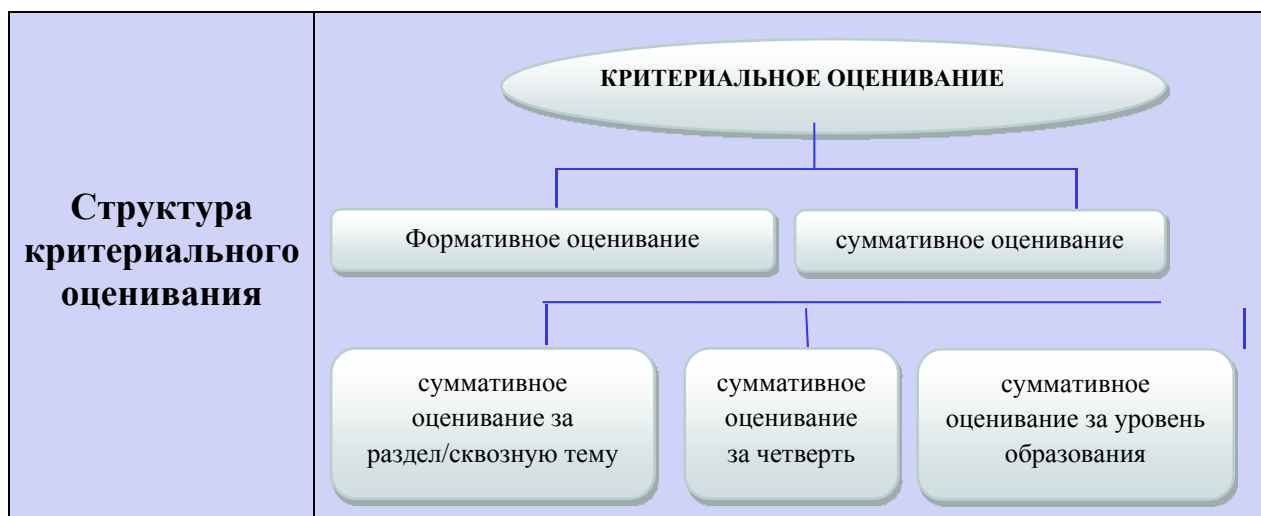 Структура
критериального
оценивания
КРИТЕРИАЛЬНОЕ ОЦЕНИВАНИЕ
Формативное оценивание
суммативное оценивание
суммативное
оценивание за
раздел/сквозную тему
суммативное
оценивание
за четверть
суммативное
оценивание за уровень
образования